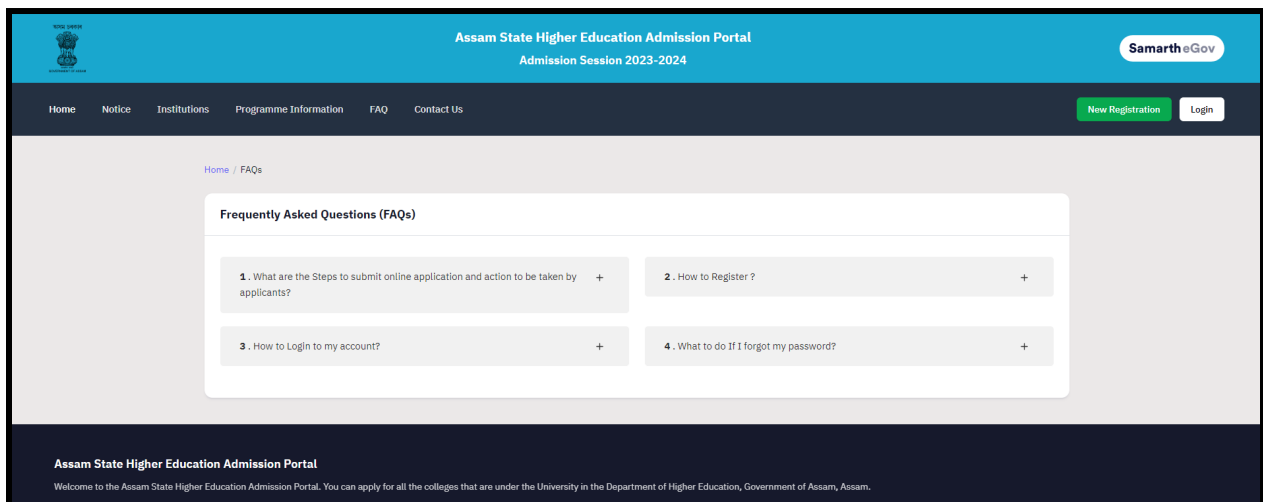 অসম চৰকাৰ
GOVERNMENT OF ASSAM
Assam State Higher Education Admission Portal
Admission Session 2023-2024
Samarth eGov
Home Notice Institutions Programme Information FAQ Contact Us New Registration Login
Home / FAQs
Frequently Asked Questions (FAQs)
1 . What are the Steps to submit online application and action to be taken by +
applicants?
2 . How to Register ? +
3 . How to Login to my account? +
4 . What to do If I forgot my password? +
Assam State Higher Education Admission Portal
Welcome to the Assam State Higher Education Admission Portal. You can apply for all the colleges that are under the University in the Department of Higher Education, Government of Assam, Assam.